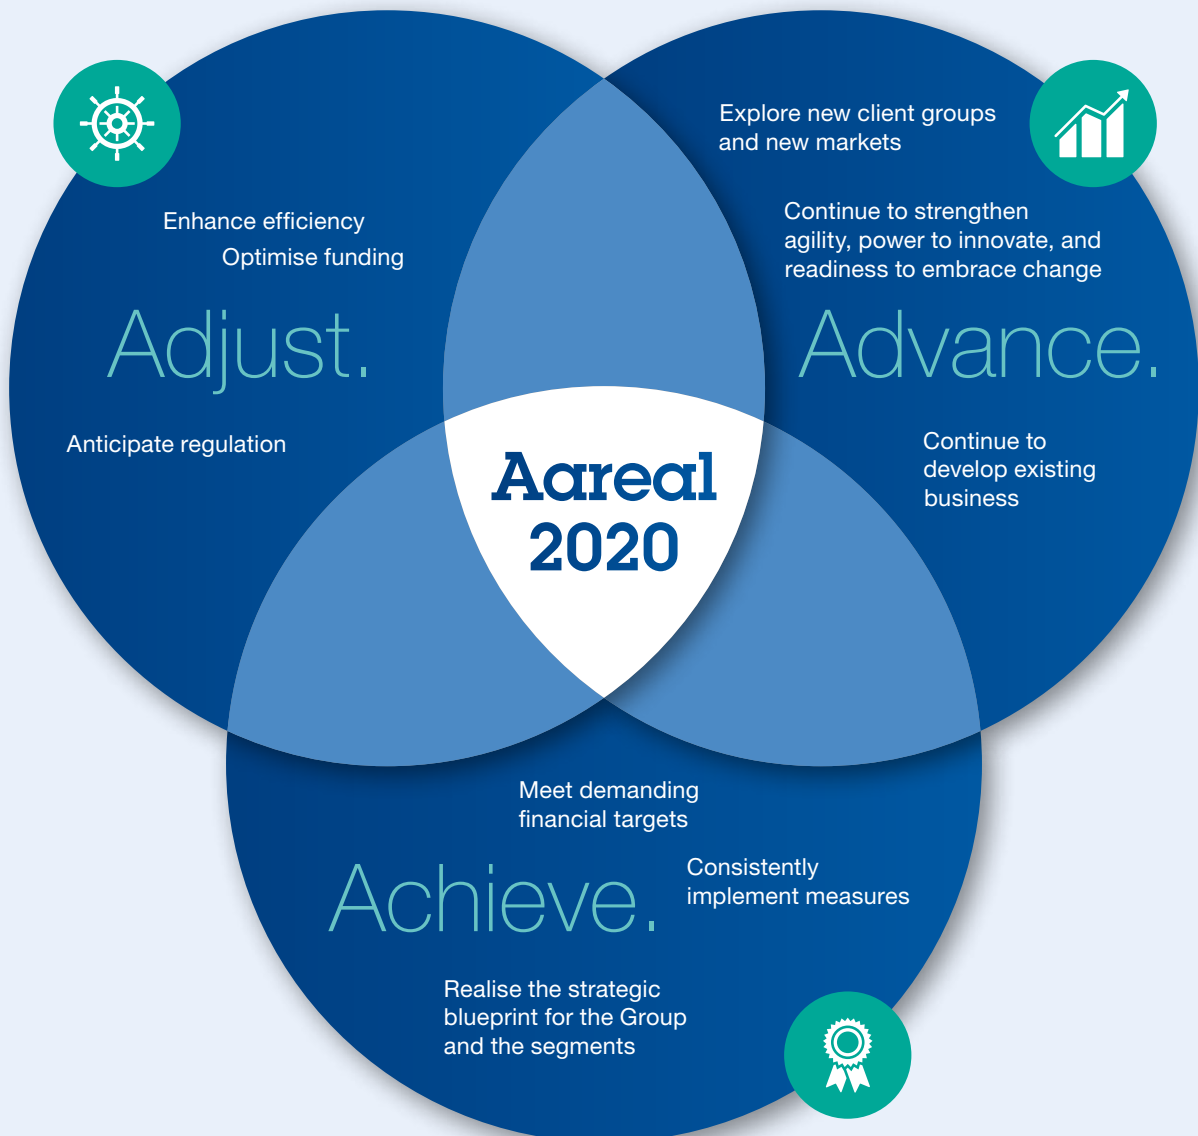 Enhance efficiency
Optimise funding
Adjust.
Anticipate regulation
Explore new client groups
and new markets
Continue to strengthen
agility, power to innovate, and
readiness to embrace change
Advance.
Continue to
develop existing
business
Aareal
2020
Meet demanding
financial targets
Achieve.
Consistently
implement measures
Realise the strategic
blueprint for the Group
and the segments